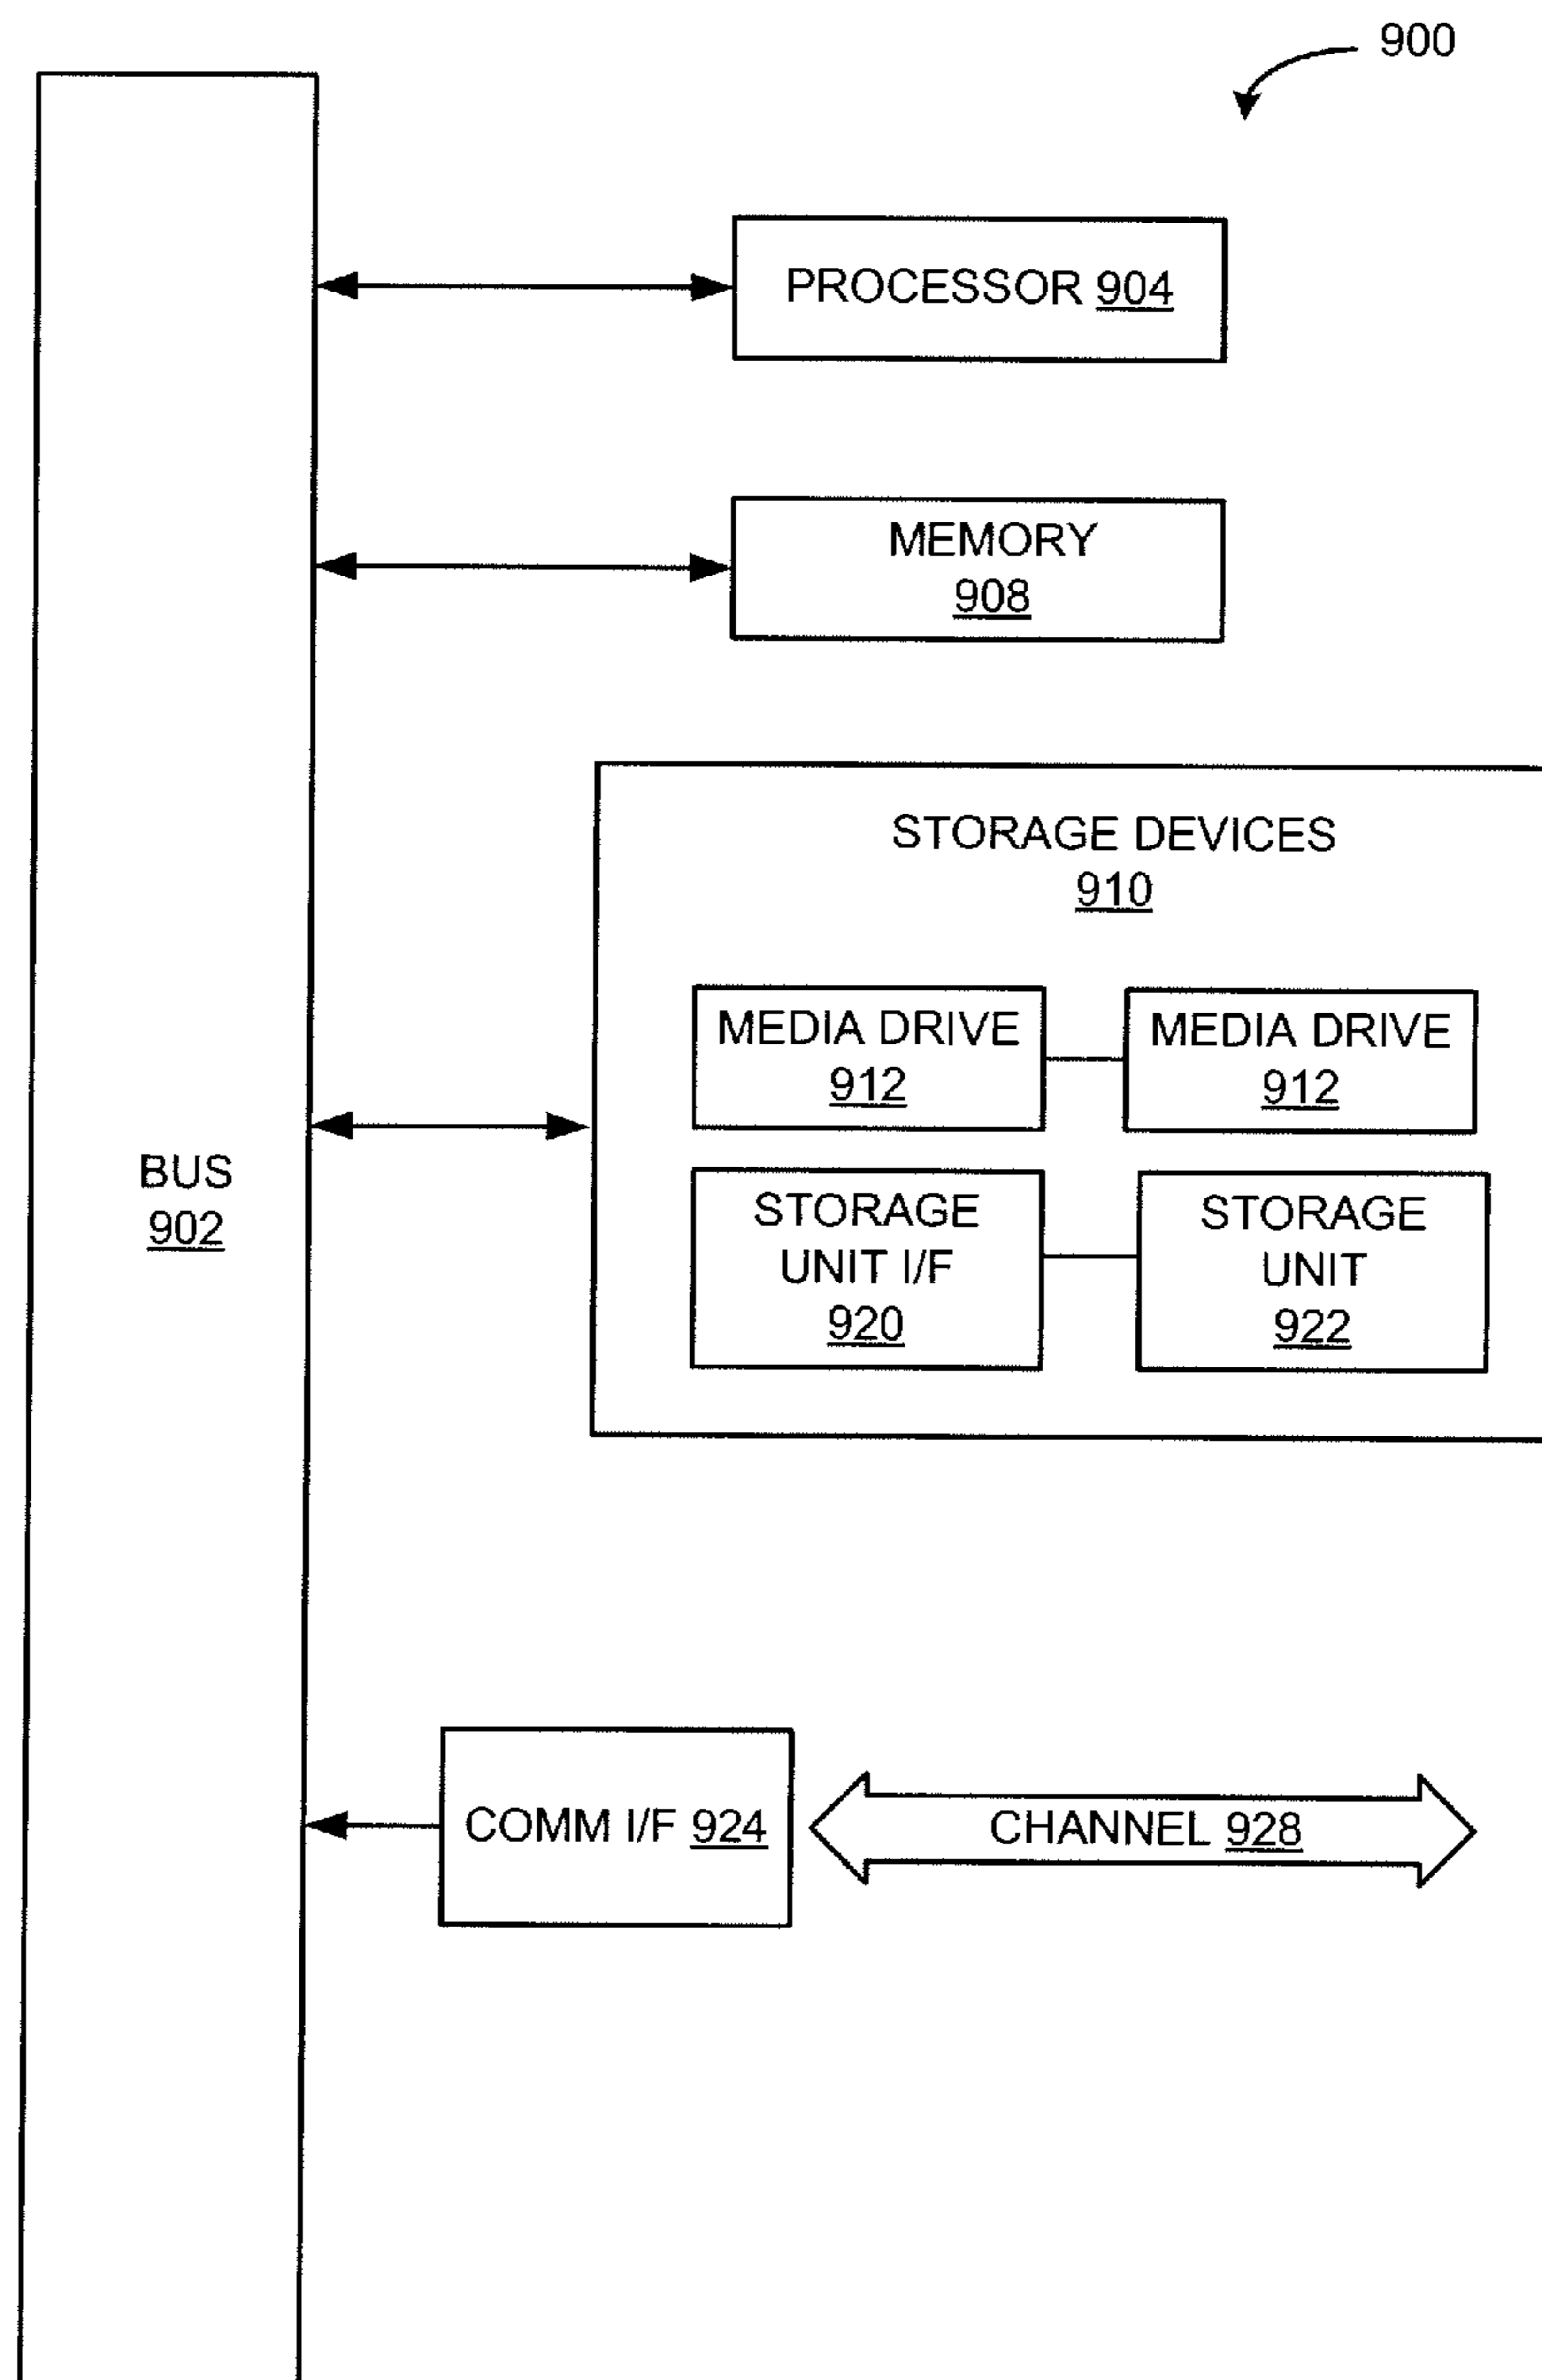 900
PROCESSOR 904
MEMORY
908
STORAGE DEVICES
910
MEDIA DRIVE
912
MEDIA DRIVE
912
BUS
902
STORAGE
UNIT I/F
920
STORAGE
UNIT
922
COMM I/F 924
CHANNEL 928